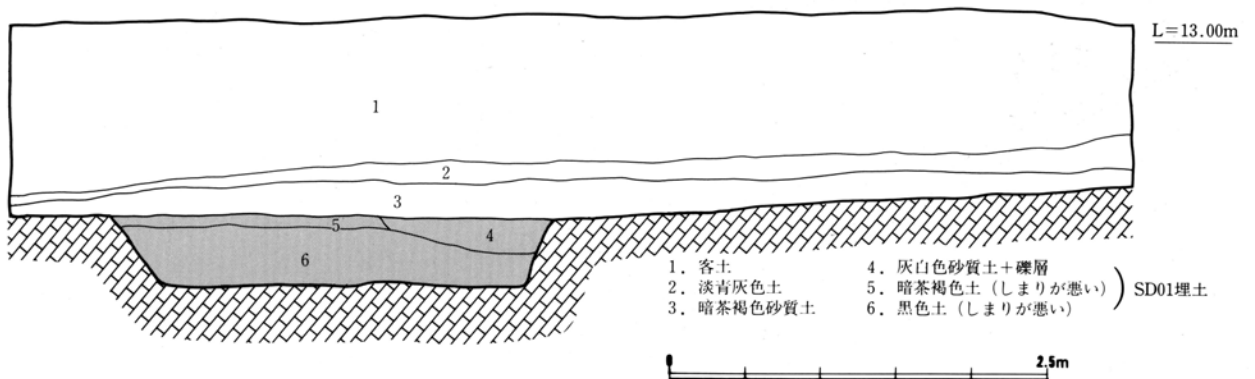 L=13.00m
1
2
3
5
4
6
1. 客土
2. 淡青灰色土
3. 暗茶褐色砂質土
4. 灰白色砂質土＋礫層
5. 暗茶褐色土（しまりが悪い）
6. 黒色土（しまりが悪い）
) SD01埋土
0 2.5m